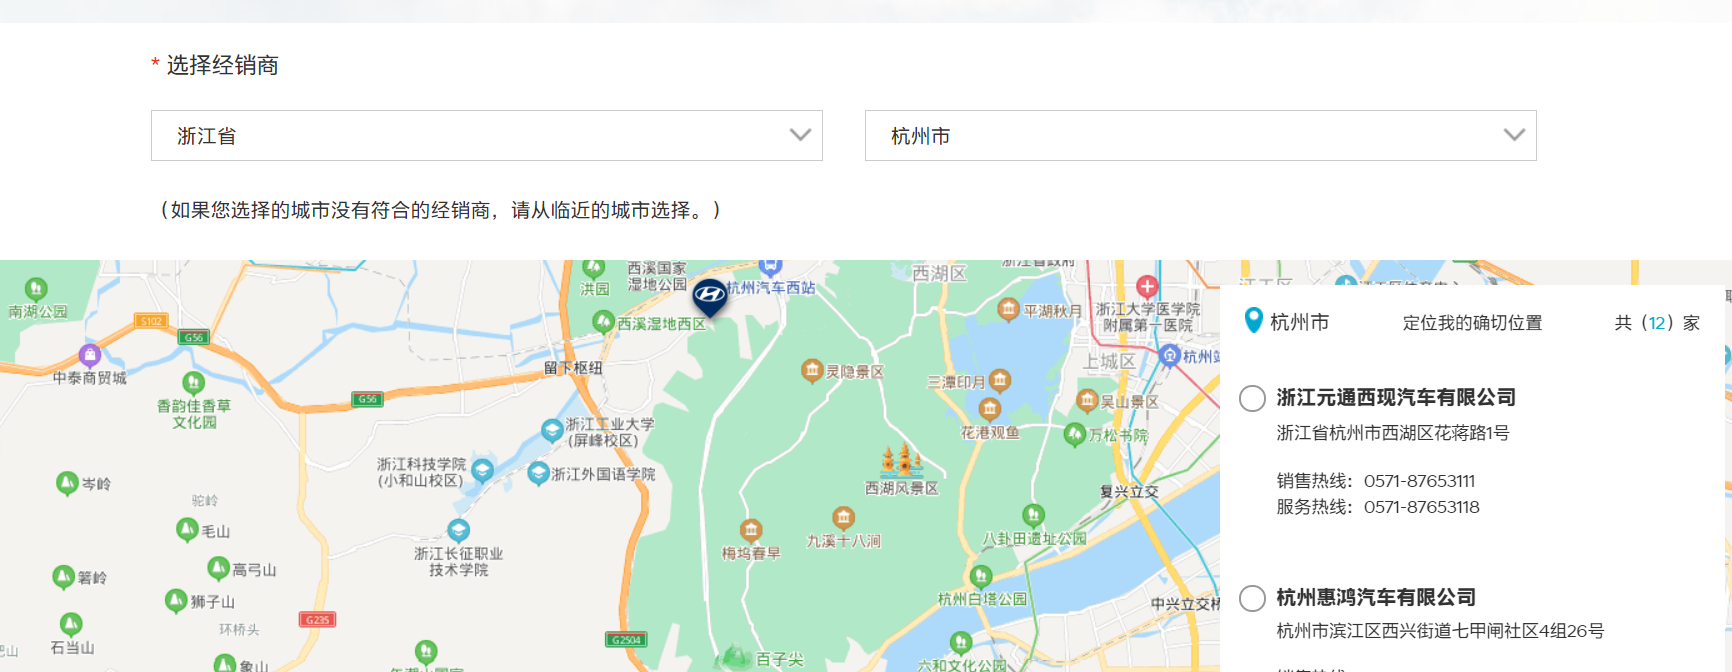 * 选择经销商
浙江省
杭州市
（如果您选择的城市没有符合的经销商，请从临近的城市选择。）
南湖公园
S102
G56
中泰商贸城
香韵佳香草
文化园
G56
岑岭
驼岭
毛山
高弓山
箬岭
狮子山
环桥头
石当山
象山
G235
洪园
西溪国家
湿地公园
杭州汽车西站
西溪湿地西区
留下枢纽
浙江工业大学
(屏峰校区)
浙江科技学院
(小和山校区)
浙江外国语学院
浙江长征职业
技术学院
G2504
西湖区
平湖秋月
浙江大学医学院
附属第一医院
上城区
杭州站
灵隐景区
三潭印月
吴山景区
花港观鱼
万松书院
西湖风景区
复兴立交
梅坞春早
九溪十八涧
八卦田遗址公园
杭州白塔公园
中兴立交桥
百子尖
六和文化公园
杭州市
定位我的确切位置
共（12）家
浙江元通西现汽车有限公司
浙江省杭州市西湖区花蒋路1号
销售热线：0571-87653111
服务热线：0571-87653118
杭州惠鸿汽车有限公司
杭州市滨江区西兴街道七甲闸社区4组26号